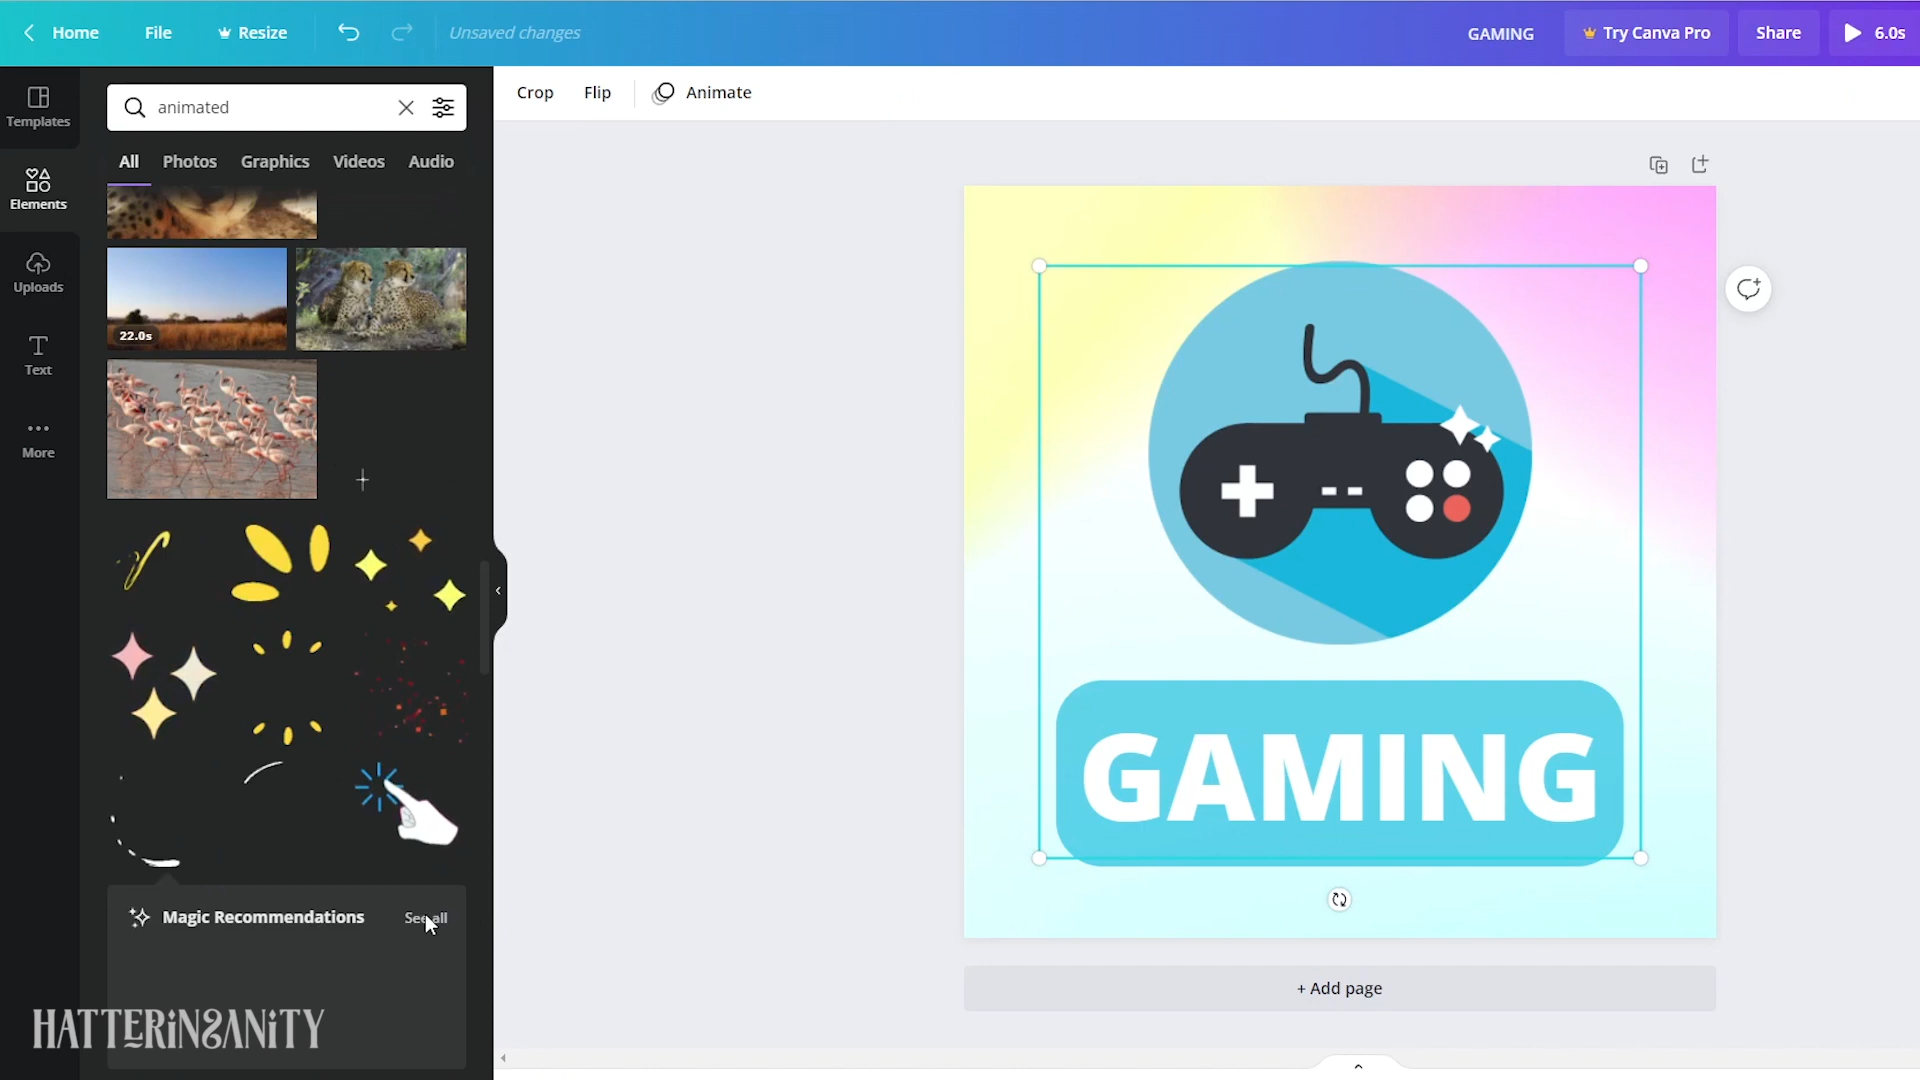 Home
File
Resize
Unsaved changes
GAMING
Try Canva Pro
Share
6.0s
Templates
Elements
Uploads
Text
More
animated
All
Photos
Graphics
Videos
Audio
22.0s
Magic Recommendations
See all
HATTERiNSANiTY
Crop
Flip
Animate
GAMING
+ Add page